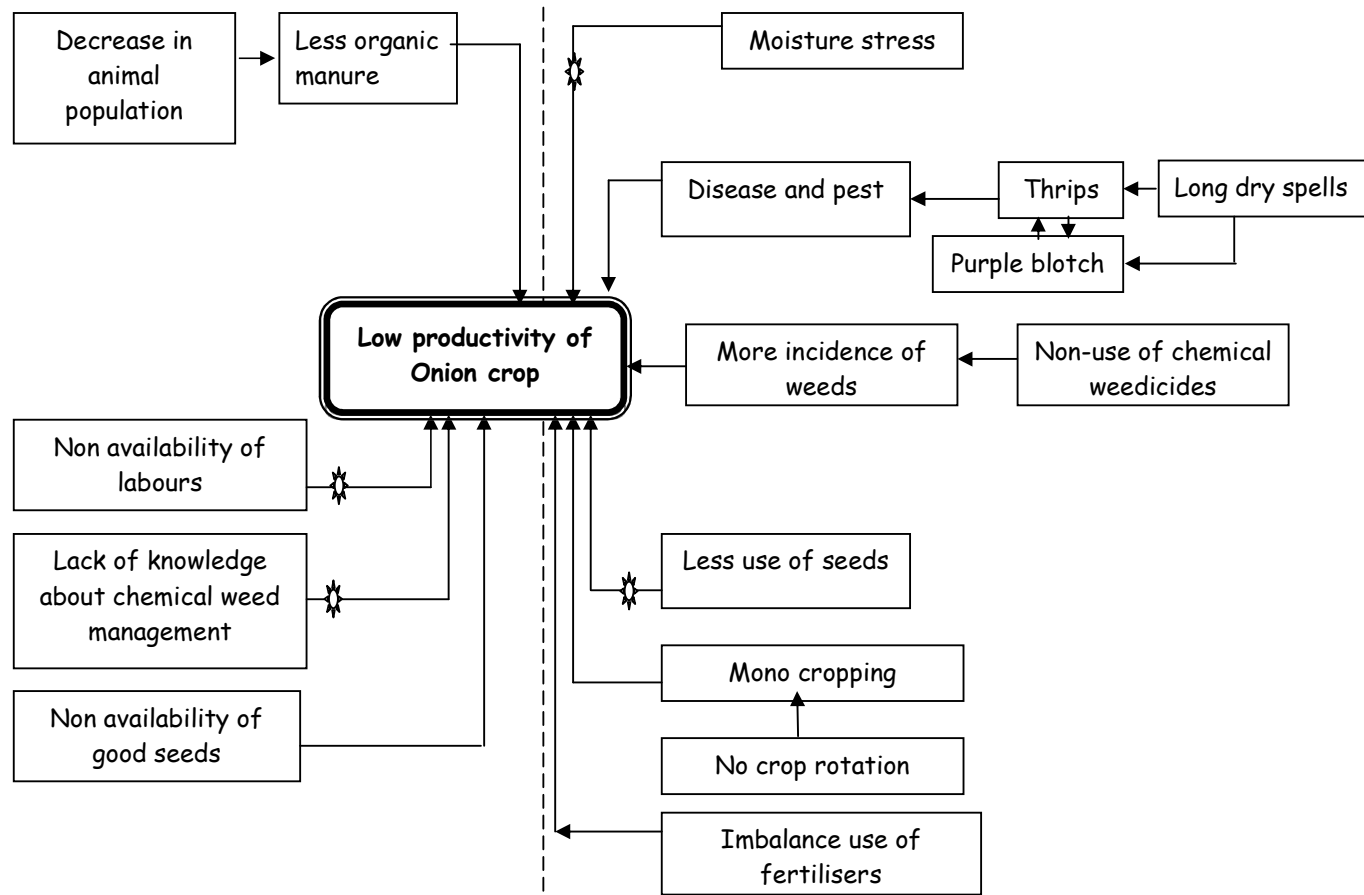 Decrease in
animal
population
Less organic
manure
Moisture stress
Disease and pest
Thrips
Long dry spells
Purple blotch
Low productivity of
Onion crop
More incidence of
weeds
Non-use of chemical
weedicides
Non availability of
labours
Lack of knowledge
about chemical weed
management
Non availability of
good seeds
Less use of seeds
Mono cropping
No crop rotation
Imbalance use of
fertilisers